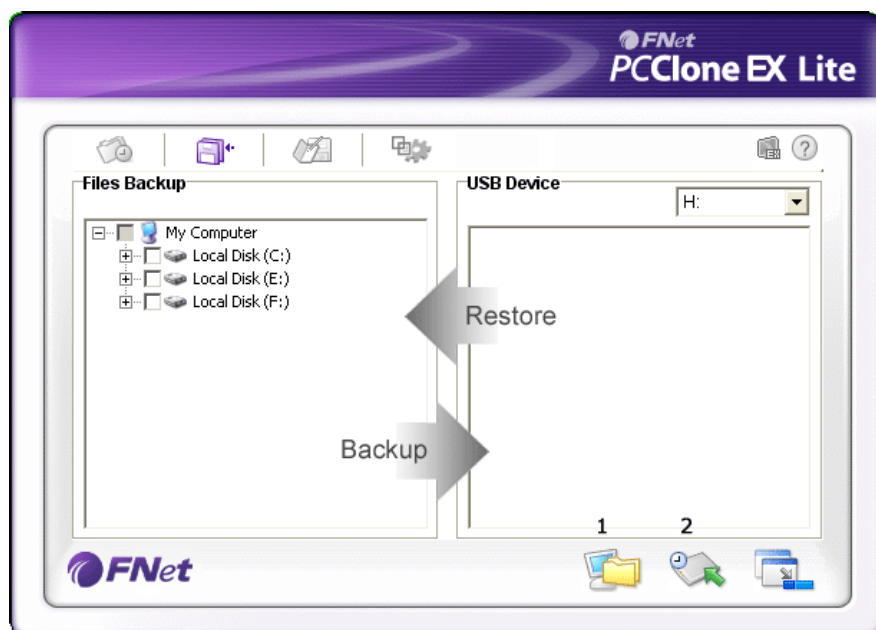 FNet
PCClone EX Lite
Files Backup
My Computer
Local Disk (C:)
Local Disk (E:)
Local Disk (F:)
USB Device
H:
Restore
Backup
1
2
FNet